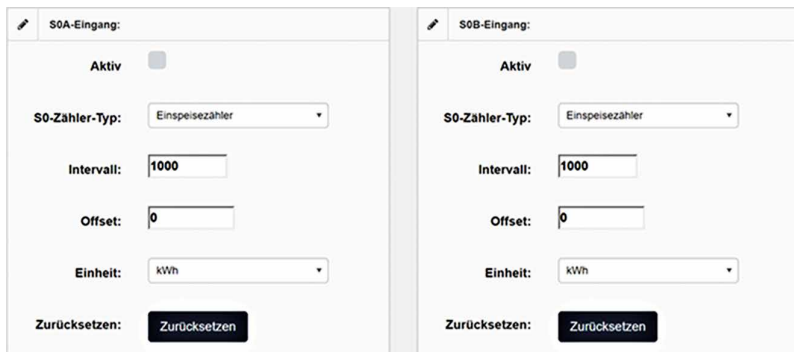 S0A-Eingang:
Aktiv
S0-Zähler-Typ: Einspeisezähler
Intervall: 1000
Offset: 0
Einheit: kWh
Zurücksetzen: Zurücksetzen
S0B-Eingang:
Aktiv
S0-Zähler-Typ: Einspeisezähler
Intervall: 1000
Offset: 0
Einheit: kWh
Zurücksetzen: Zurücksetzen